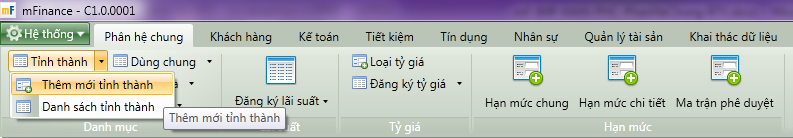 mFinance - C1.0.0001
Hệ thống Phân hệ chung Khách hàng Kế toán Tiết kiệm Tín dụng Nhân sự Quản lý tài sản Khai thác dữ liệu
Tỉnh thành Dùng chung Loại tỷ giá
Thêm mới tỉnh thành Đăng ký tỷ giá
Danh sách tỉnh thành Đăng ký lãi suất Hạn mức chung Hạn mức chi tiết Ma trận phê duyệt
Thêm mới tỉnh thành
Danh mục Tỷ giá Hạn mức